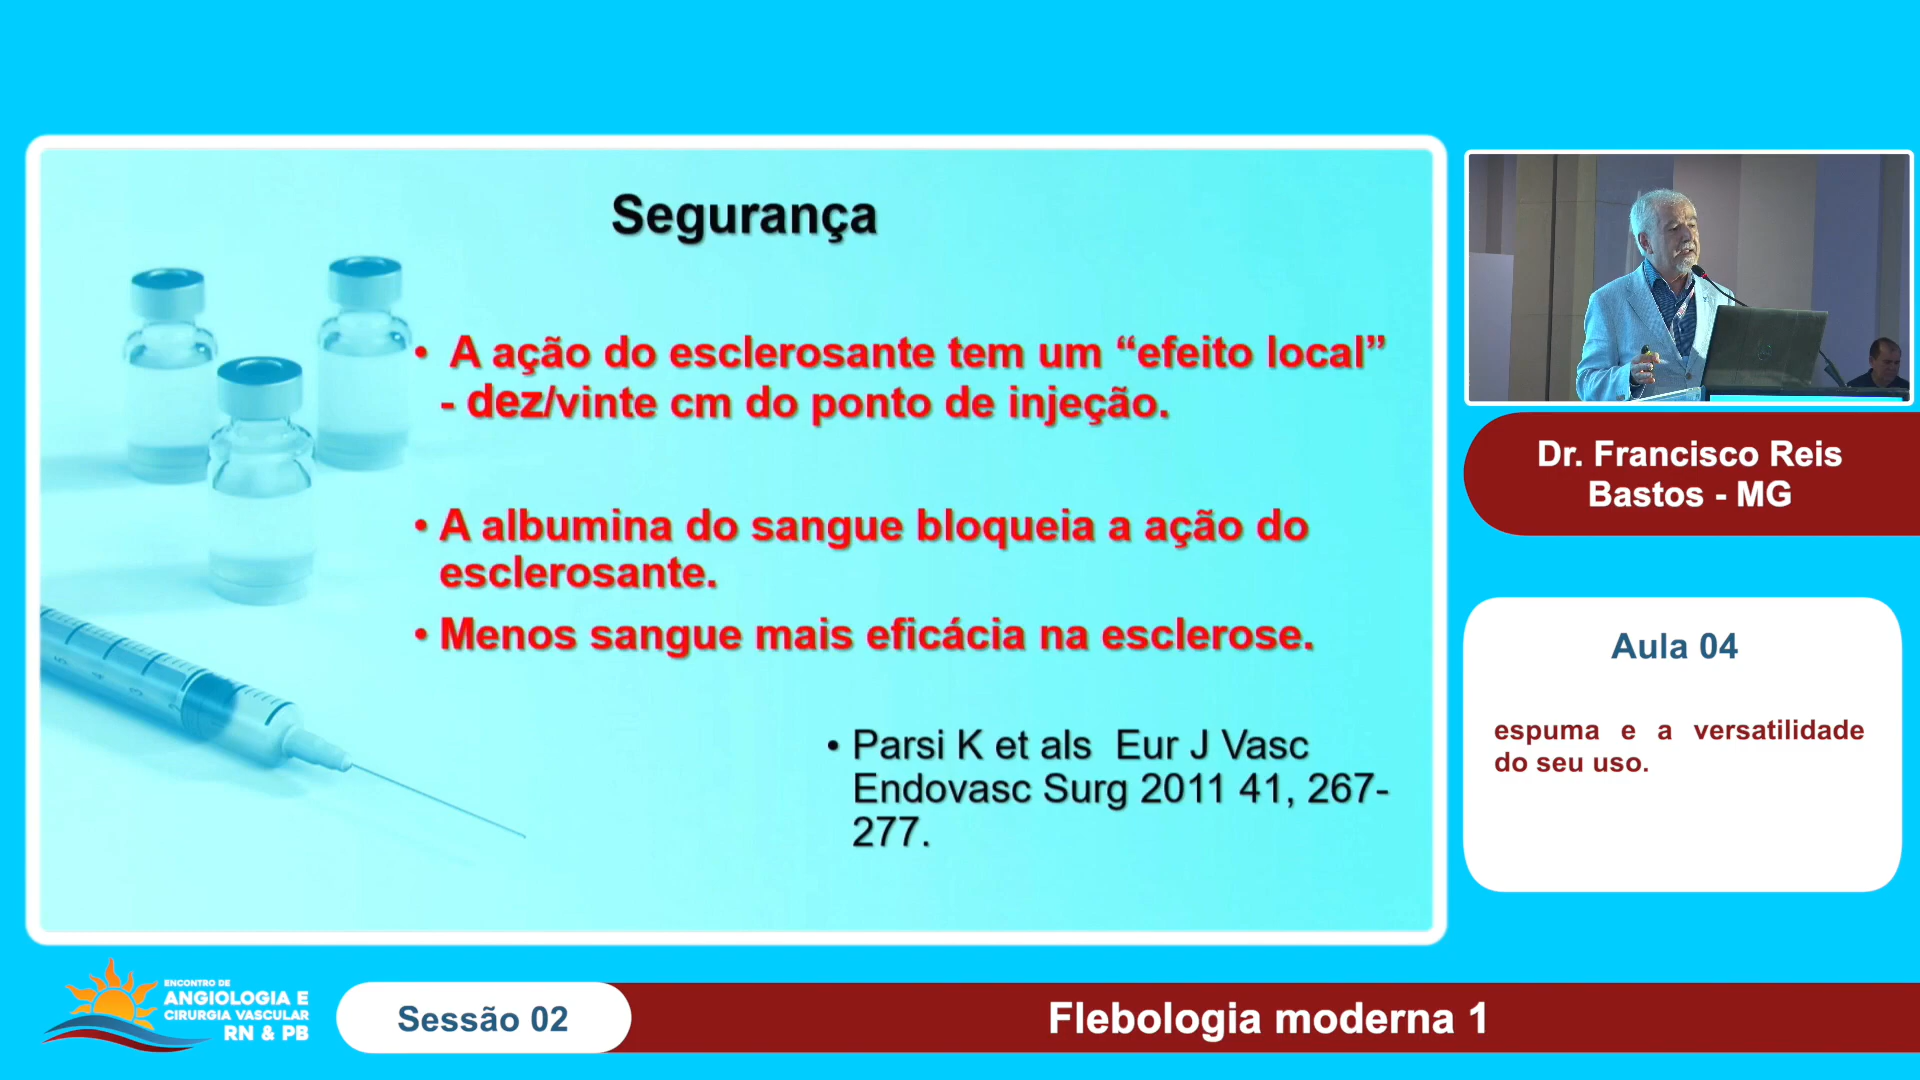 Segurança
• A ação do esclerosante tem um “efeito local”
- dez/vinte cm do ponto de injeção.
• A albumina do sangue bloqueia a ação do
esclerosante.
• Menos sangue mais eficácia na esclerose.
• Parsi K et als Eur J Vasc
Endovasc Surg 2011 41, 267-
277.
Dr. Francisco Reis
Bastos - MG
Aula 04
espuma e a versatilidade
do seu uso.
ENCONTRO DE
ANGIOLOGIA E
CIRURGIA VASCULAR
RN & PB
Sessão 02
Flebologia moderna 1